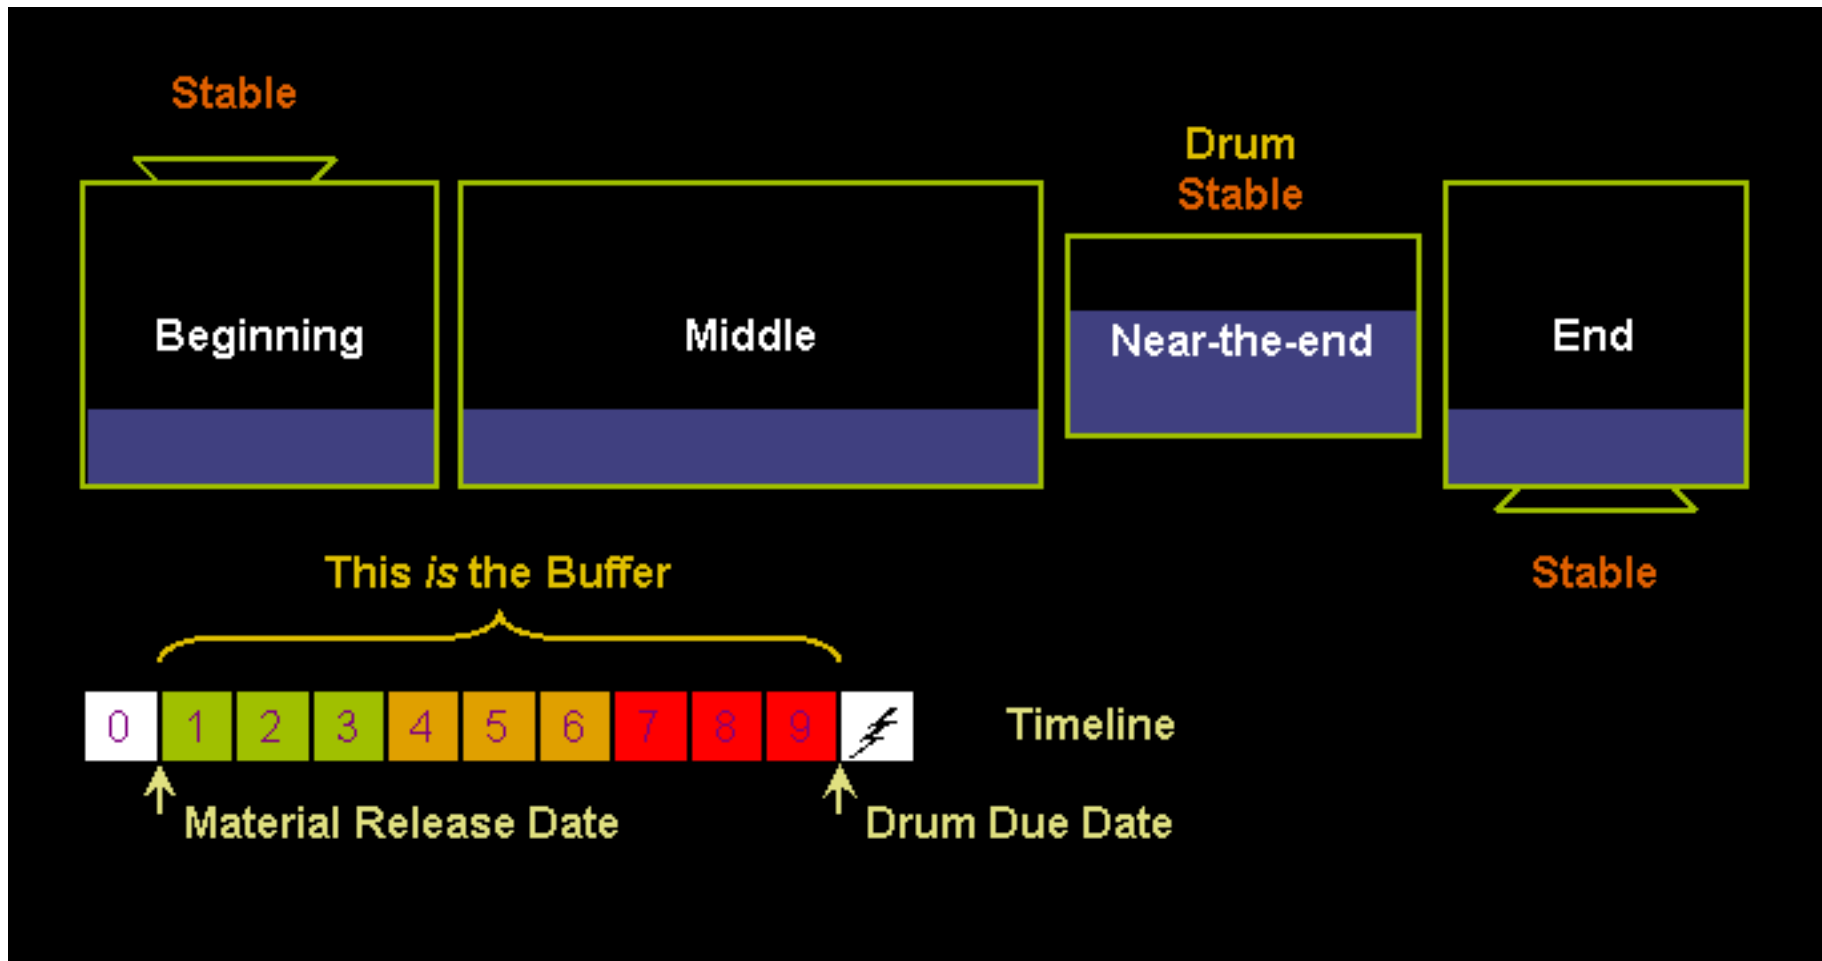 Stable
Drum
Stable
Beginning
Middle
Near-the-end
End
This is the Buffer
Stable
0 1 2 3 4 5 6 7 8 9
Timeline
Material Release Date
Drum Due Date